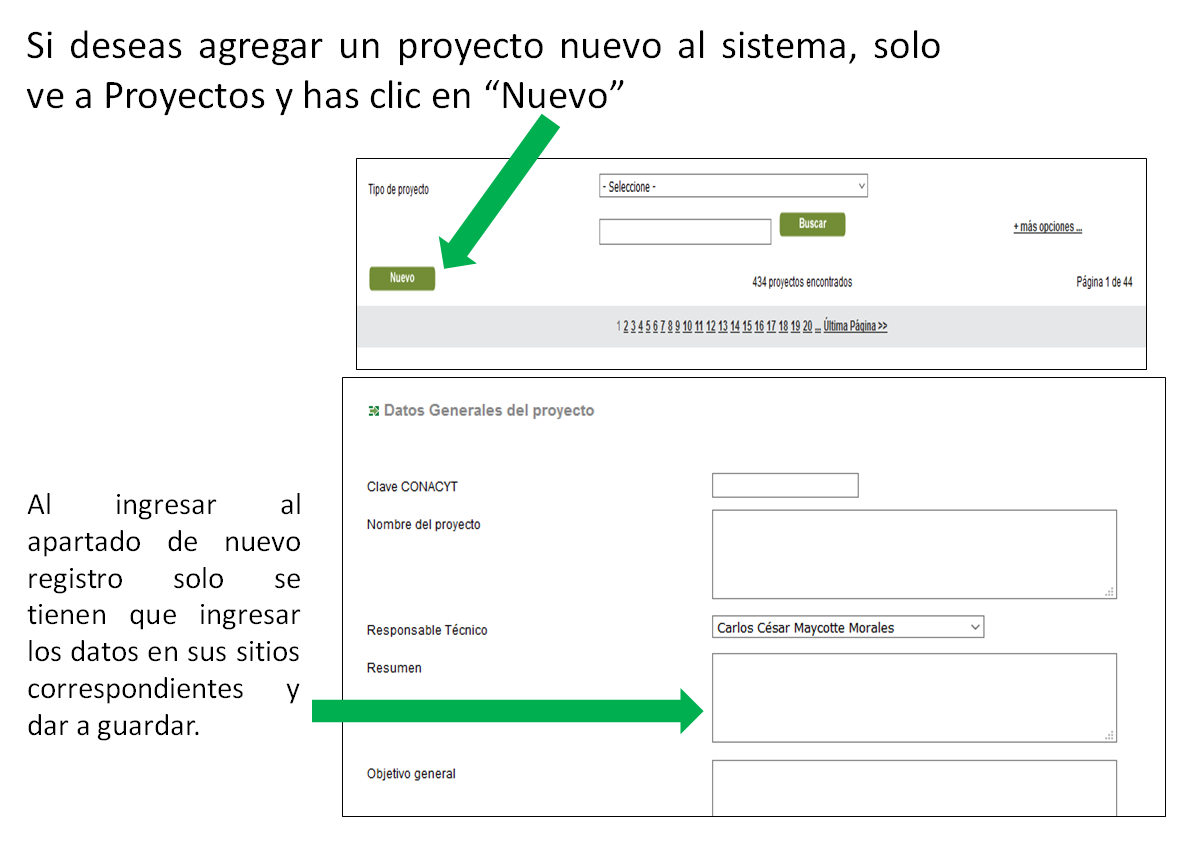 Si deseas agregar un proyecto nuevo al sistema, solo
ve a Proyectos y has clic en “Nuevo”
Tipo de proyecto
- Seleccione -
Buscar
+ más opciones ...
Nuevo
434 proyectos encontrados
Página 1 de 44
1 2 3 4 5 6 7 8 9 10 11 12 13 14 15 16 17 18 19 20 ... Última Página >>
Datos Generales del proyecto
Clave CONACYT
Nombre del proyecto
Responsable Técnico
Carlos César Maycotte Morales
Resumen
Objetivo general
Al ingresar al
apartado de nuevo
registro solo se
tienen que ingresar
los datos en sus sitios
correspondientes y
dar a guardar.